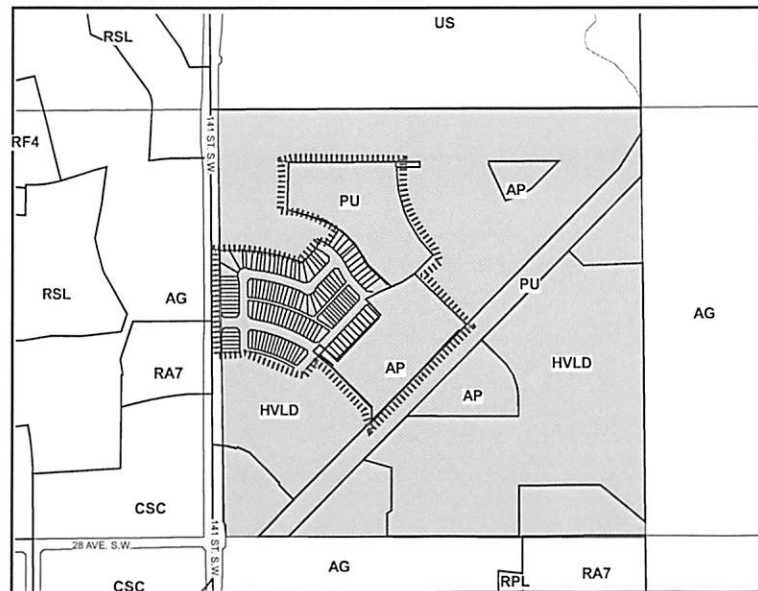 US
RSL
141 ST. S.W.
RF4
AP
PU
PU
RSL
AG
AG
HVLD
RA7
AP
AP
HVLD
CSC
28 AVE. S.W.
141 ST. S.W.
AG
RA7
CSC
RPL